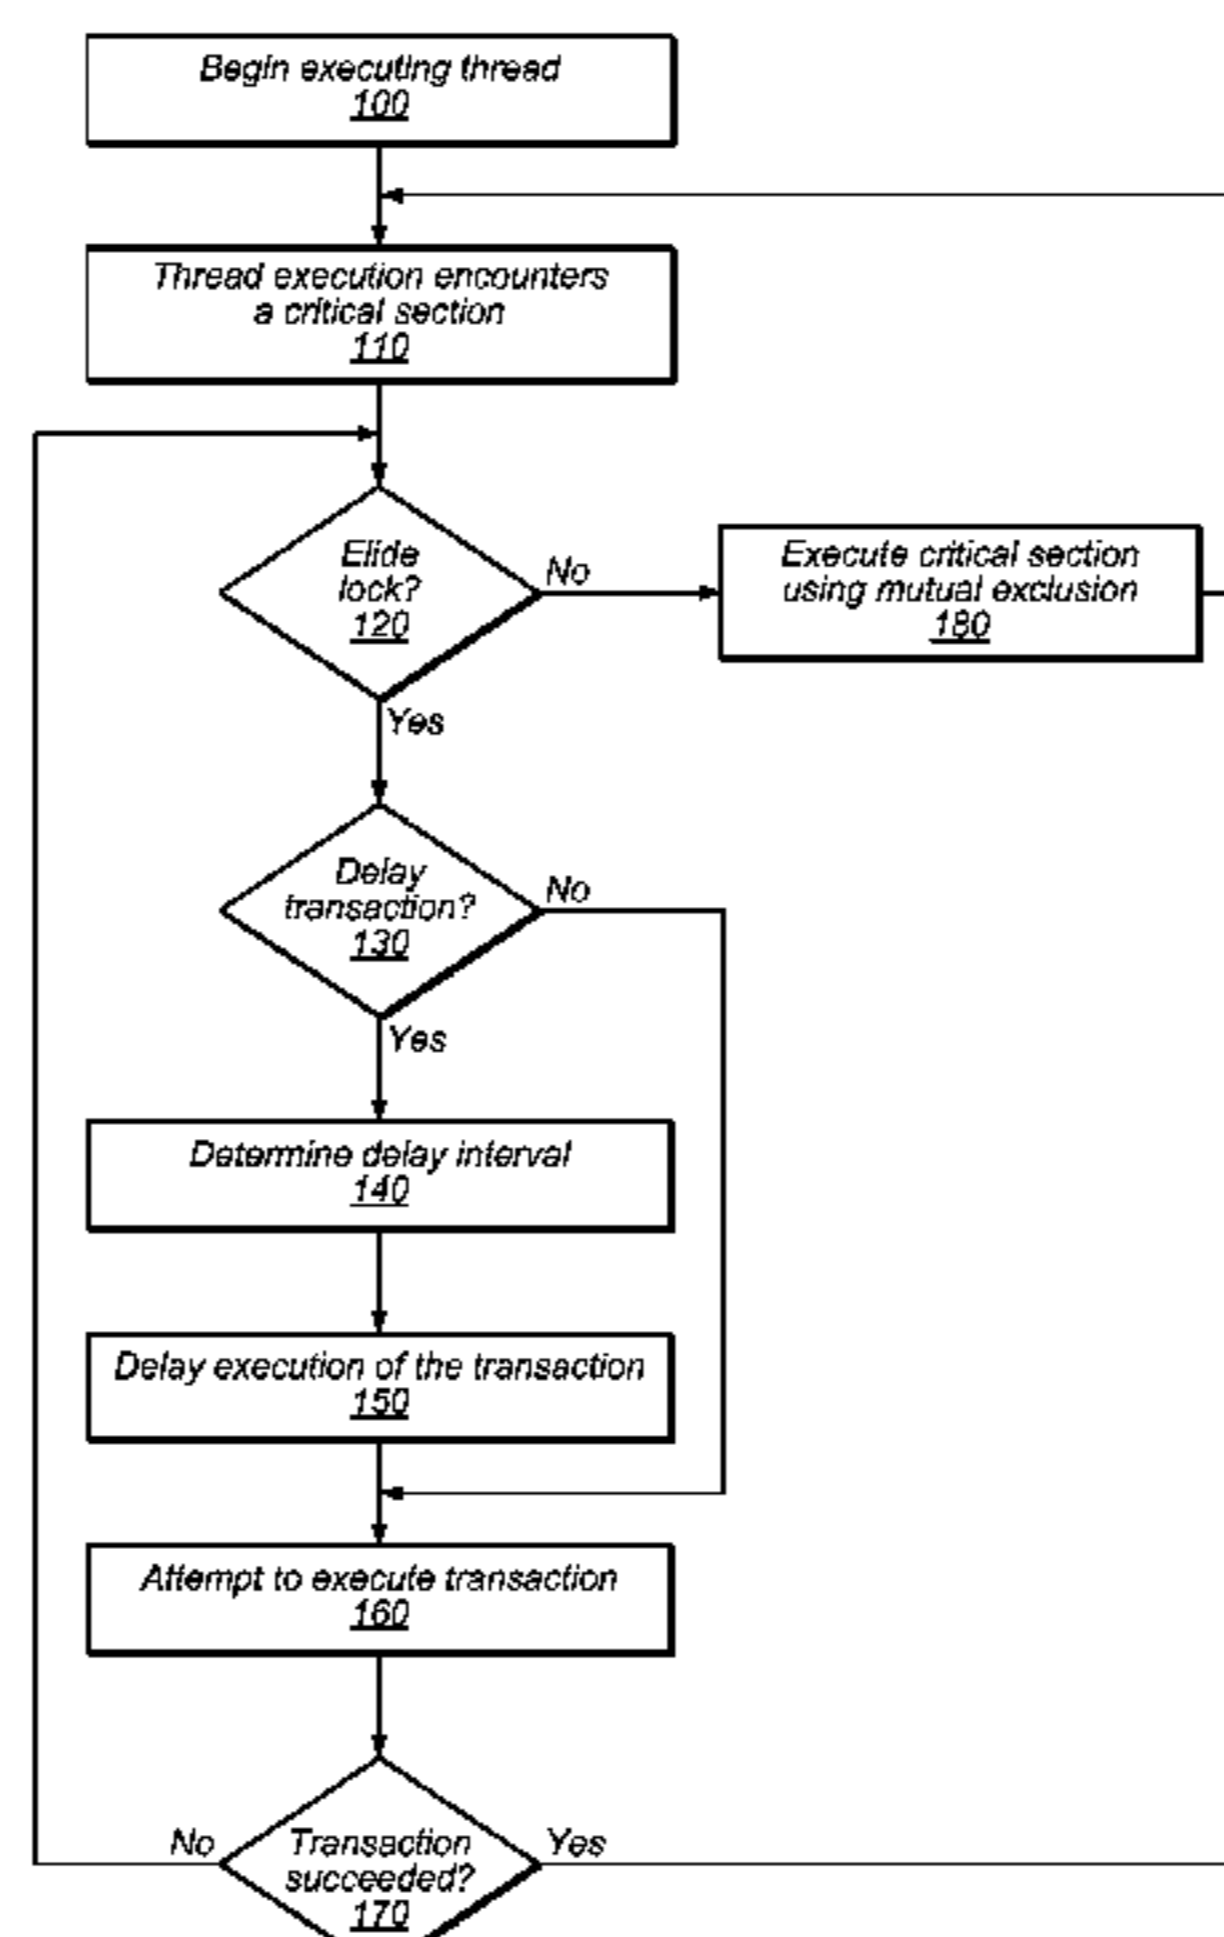 Begin executing thread
100
Thread execution encounters
a critical section
110
Elide
lock?
120
No
Execute critical section
using mutual exclusion
180
Yes
Delay
transaction?
130
No
Yes
Determine delay interval
140
Delay execution of the transaction
150
Attempt to execute transaction
160
No
Transaction
succeeded?
170
Yes